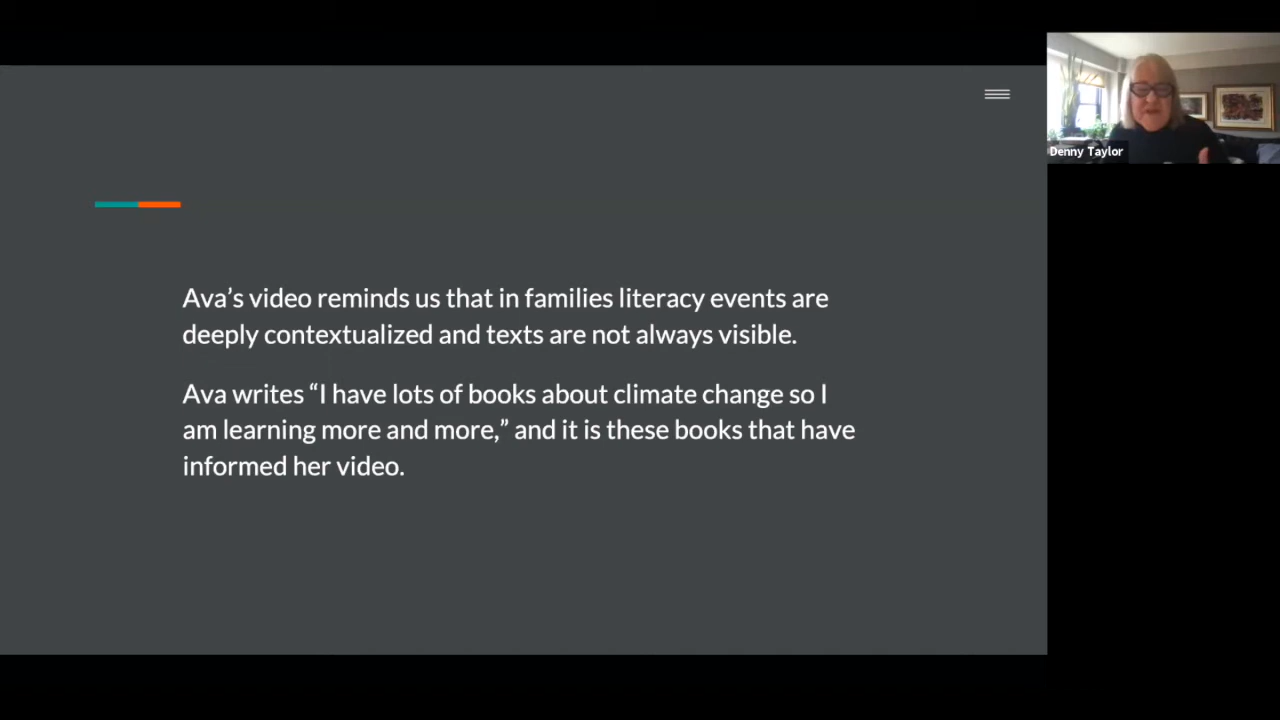 Ava’s video reminds us that in families literacy events are
deeply contextualized and texts are not always visible.
Ava writes “I have lots of books about climate change so I
am learning more and more,” and it is these books that have
informed her video.
Denny Taylor